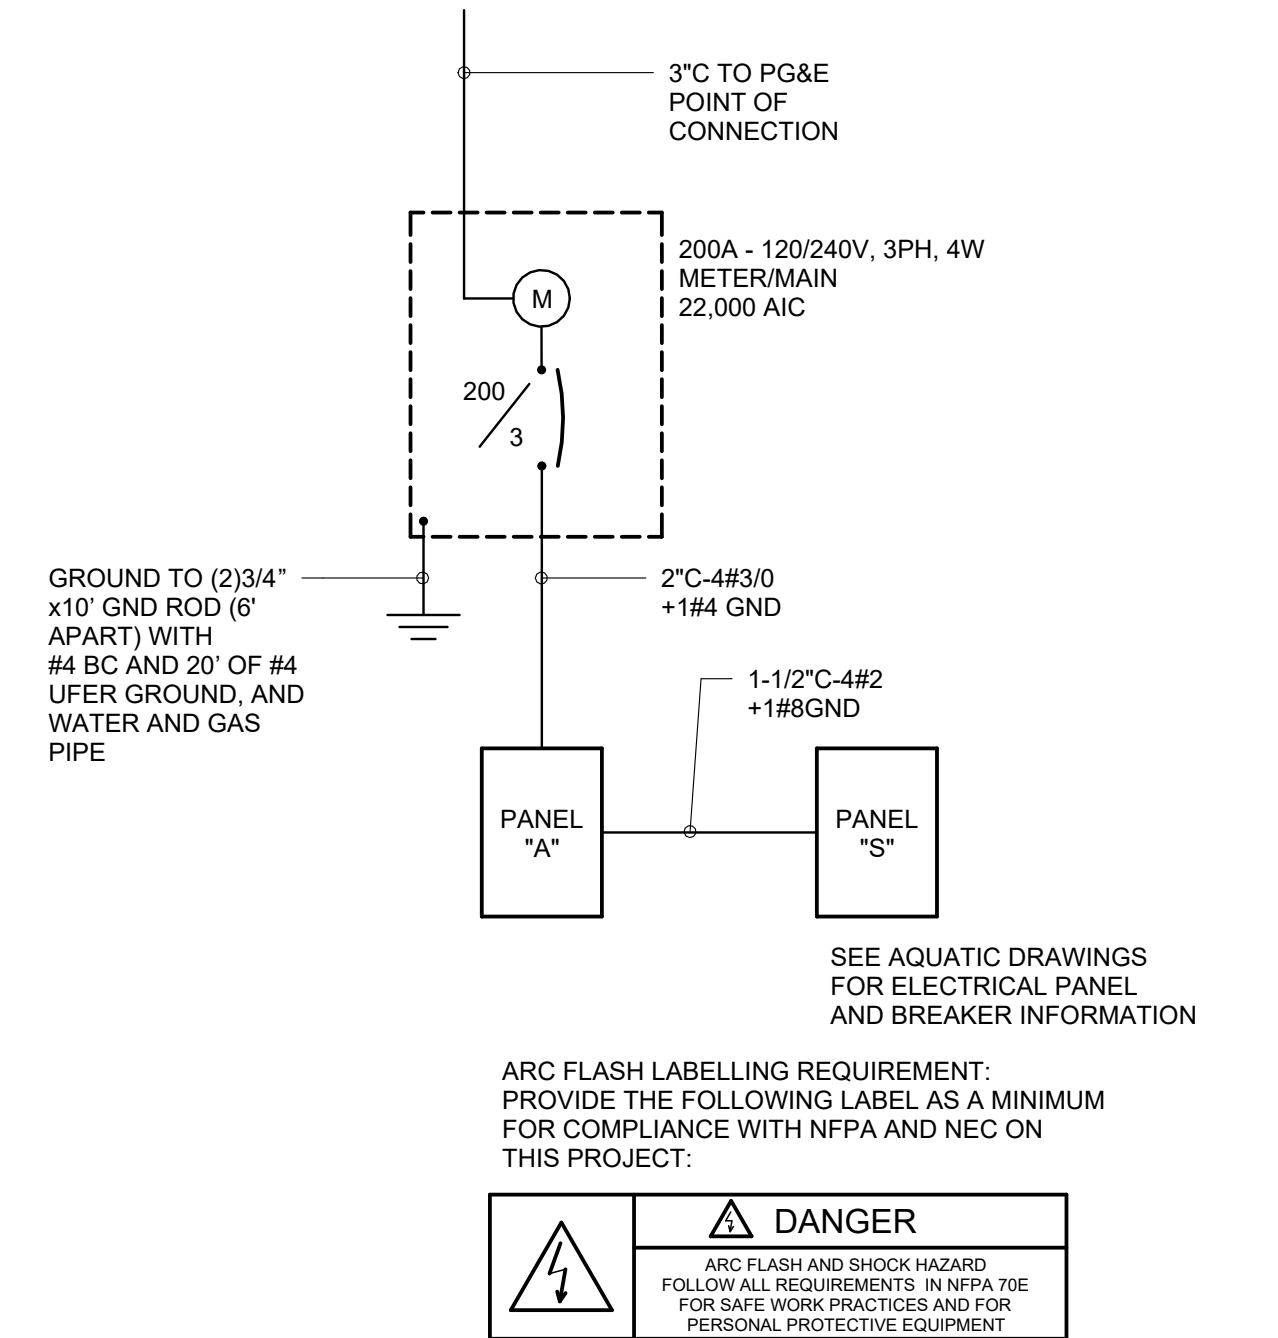 3"C TO PG&E
POINT OF
CONNECTION
200A - 120/240V, 3PH, 4W
METER/MAIN
22,000 AIC
M
200
3
GROUND TO (2)3/4”
x10’ GND ROD (6'
APART) WITH
#4 BC AND 20’ OF #4
UFER GROUND, AND
WATER AND GAS
PIPE
2"C-4#3/0
+1#4 GND
1-1/2"C-4#2
+1#8GND
PANEL
"A"
PANEL
"S"
SEE AQUATIC DRAWINGS
FOR ELECTRICAL PANEL
AND BREAKER INFORMATION
ARC FLASH LABELLING REQUIREMENT:
PROVIDE THE FOLLOWING LABEL AS A MINIMUM
FOR COMPLIANCE WITH NFPA AND NEC ON
THIS PROJECT:
DANGER
ARC FLASH AND SHOCK HAZARD
FOLLOW ALL REQUIREMENTS IN NFPA 70E
FOR SAFE WORK PRACTICES AND FOR
PERSONAL PROTECTIVE EQUIPMENT